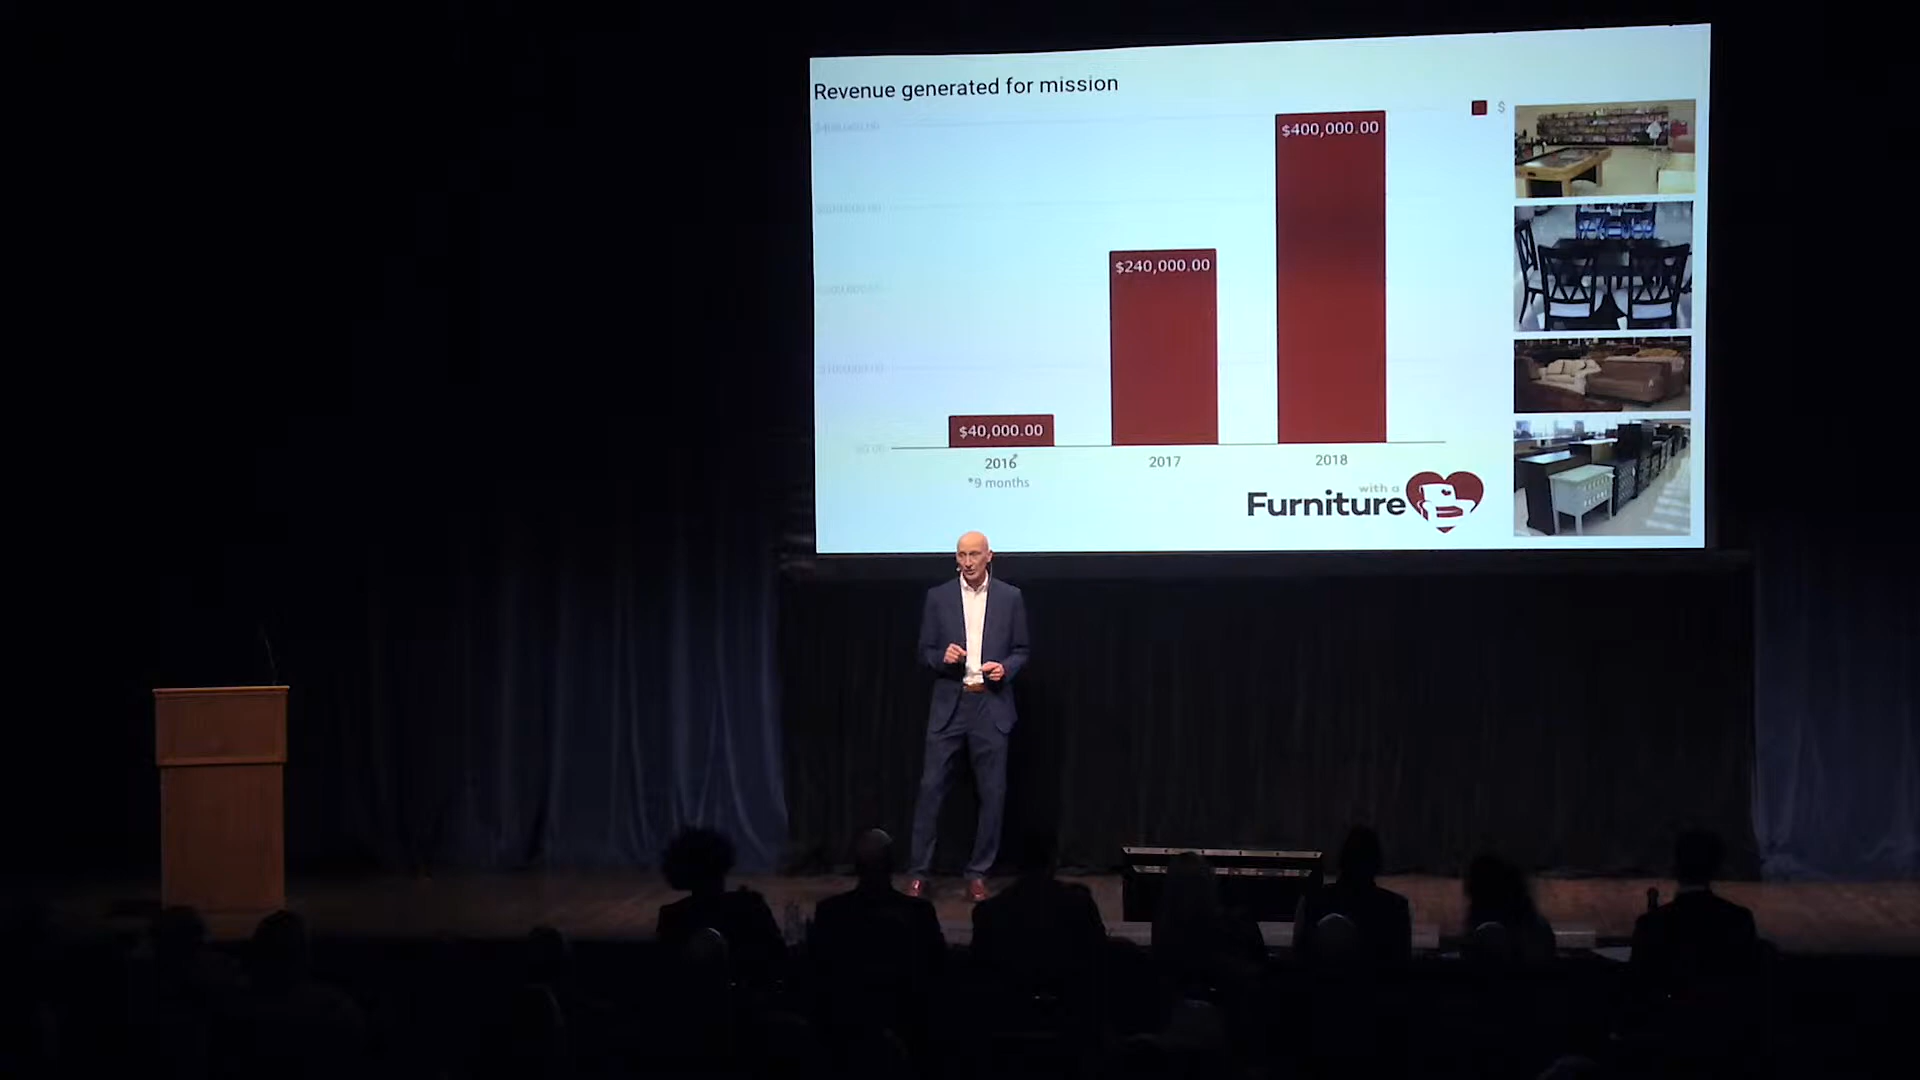 Revenue generated for mission
$
$400,000.00
$240,000.00
$40,000.00
2016*
2017
2018
*9 months
with a
Furniture